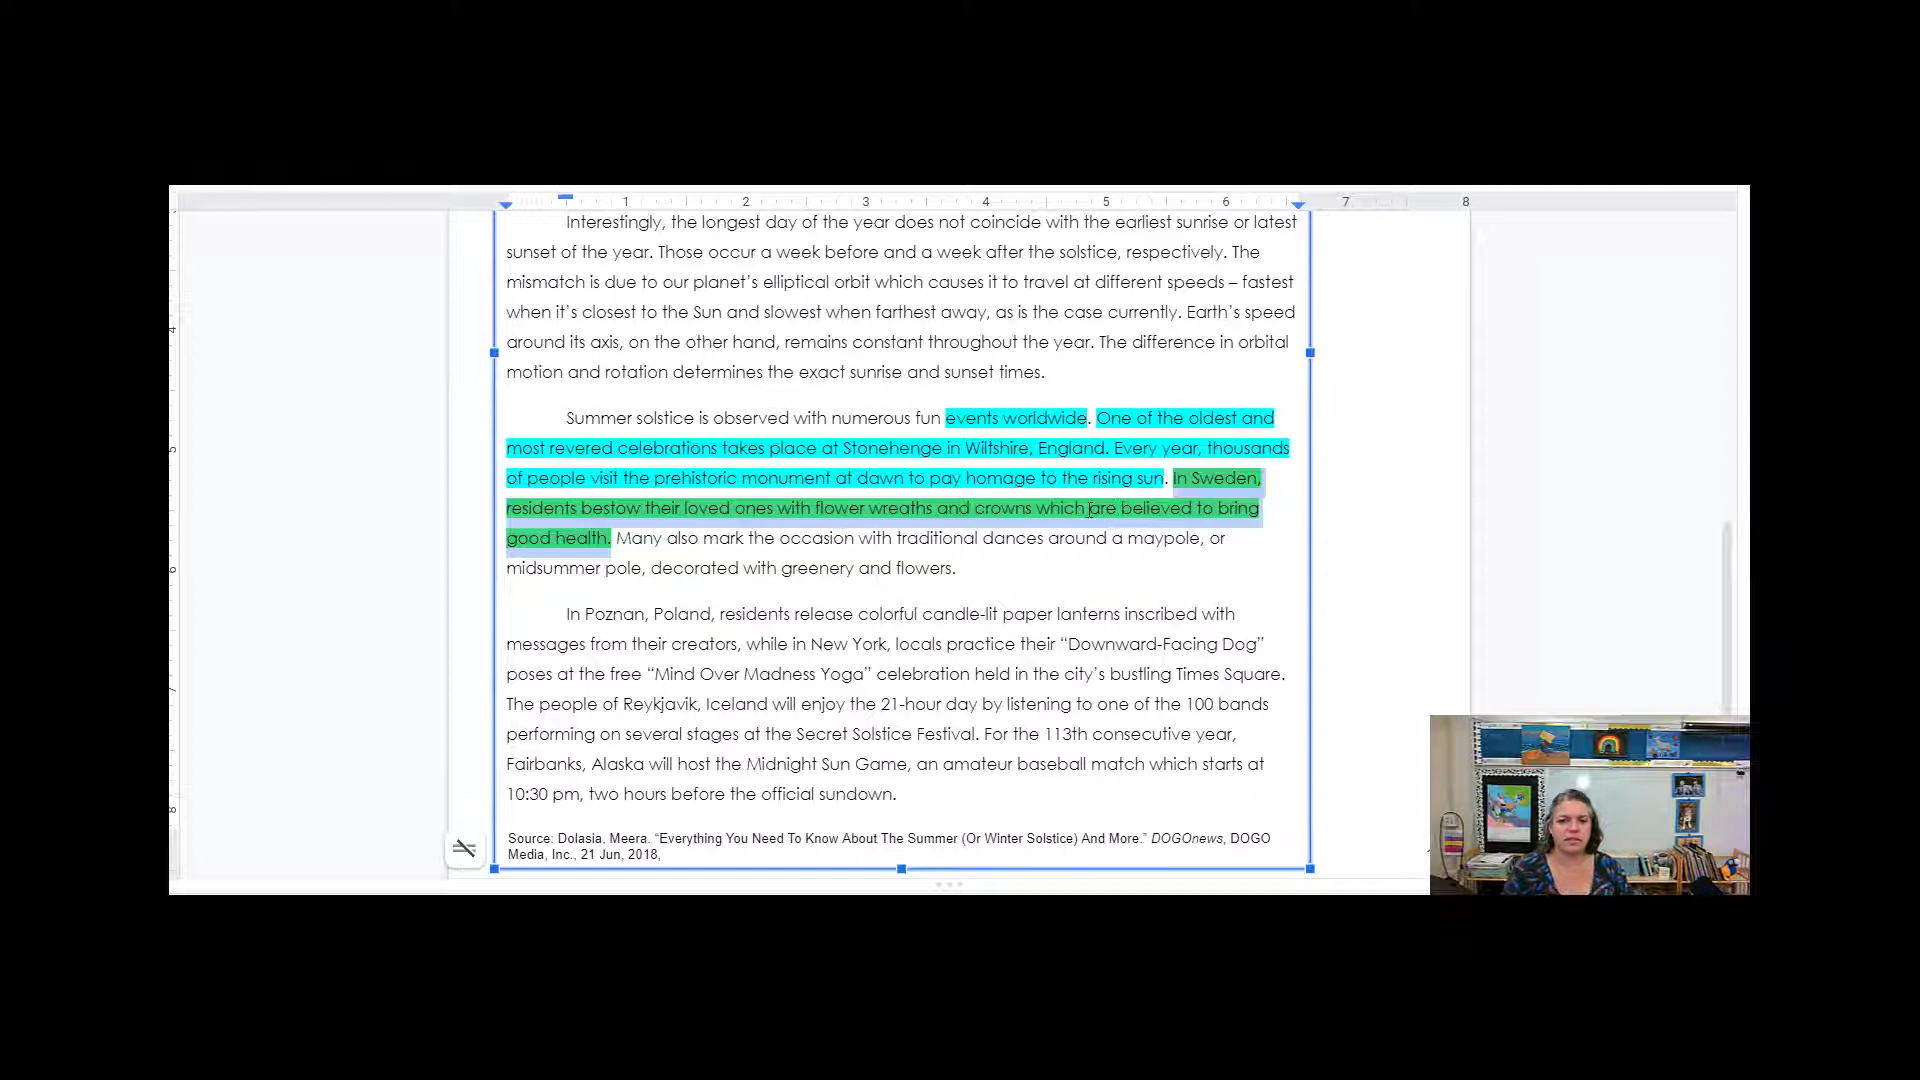 1 2 3 4 5 6 7 8
Interestingly, the longest day of the year does not coincide with the earliest sunrise or latest
sunset of the year. Those occur a week before and a week after the solstice, respectively. The
mismatch is due to our planet’s elliptical orbit which causes it to travel at different speeds – fastest
when it’s closest to the Sun and slowest when farthest away, as is the case currently. Earth’s speed
around its axis, on the other hand, remains constant throughout the year. The difference in orbital
motion and rotation determines the exact sunrise and sunset times.
Summer solstice is observed with numerous fun events worldwide. One of the oldest and
most revered celebrations takes place at Stonehenge in Wiltshire, England. Every year, thousands
of people visit the prehistoric monument at dawn to pay homage to the rising sun. In Sweden,
residents bestow their loved ones with flower wreaths and crowns which are believed to bring
good health. Many also mark the occasion with traditional dances around a maypole, or
midsummer pole, decorated with greenery and flowers.
In Poznan, Poland, residents release colorful candle-lit paper lanterns inscribed with
messages from their creators, while in New York, locals practice their “Downward-Facing Dog”
poses at the free “Mind Over Madness Yoga” celebration held in the city’s bustling Times Square.
The people of Reykjavik, Iceland will enjoy the 21-hour day by listening to one of the 100 bands
performing on several stages at the Secret Solstice Festival. For the 113th consecutive year,
Fairbanks, Alaska will host the Midnight Sun Game, an amateur baseball match which starts at
10:30 pm, two hours before the official sundown.
Source: Dolasia, Meera. “Everything You Need To Know About The Summer (Or Winter Solstice) And More.” DOGOnews, DOGO
Media, Inc., 21 Jun, 2018,
4
5
6
7
8